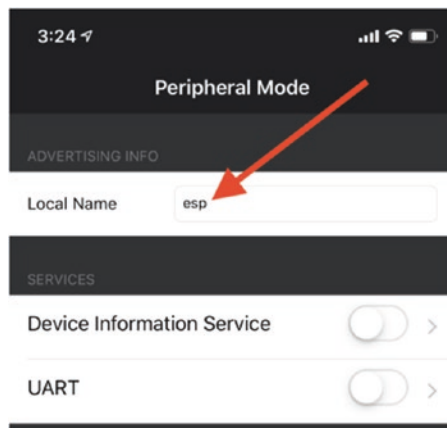 3:24
Peripheral Mode
ADVERTISING INFO
Local Name esp
SERVICES
Device Information Service
UART